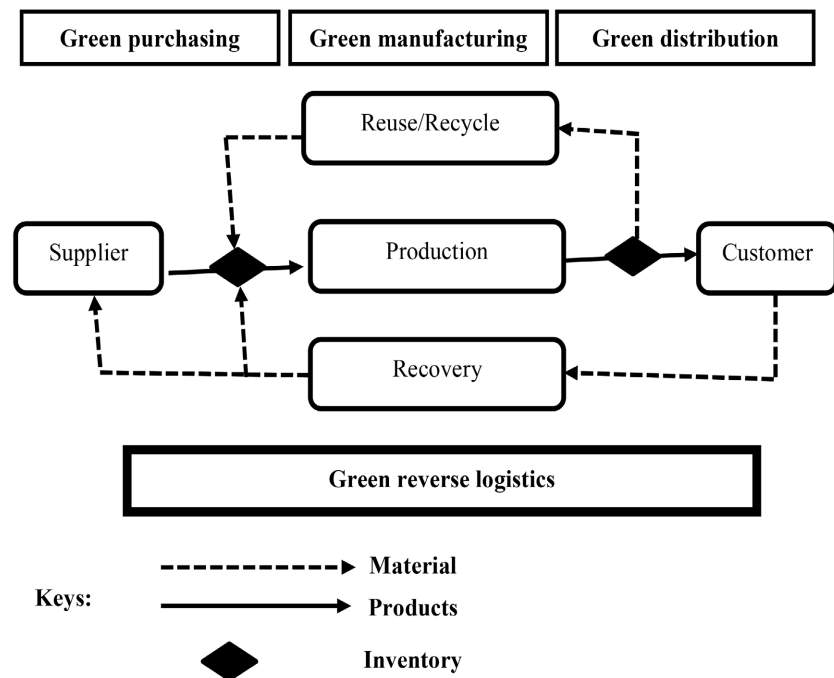 Green purchasing
Green manufacturing
Green distribution
Reuse/Recycle
Supplier
Production
Customer
Recovery
Green reverse logistics
Material
Keys:
Products
Inventory